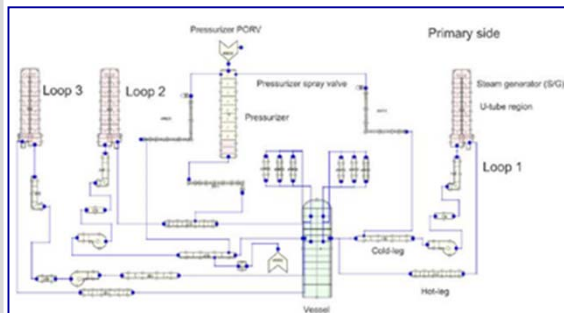 Pressurizer PORV
Primary side
Loop 3
Loop 2
Pressurizer spray valve
Steam generator (S/G)
U-tube region
Pressurizer
Loop 1
Cold-leg
Hot-leg
Vessel